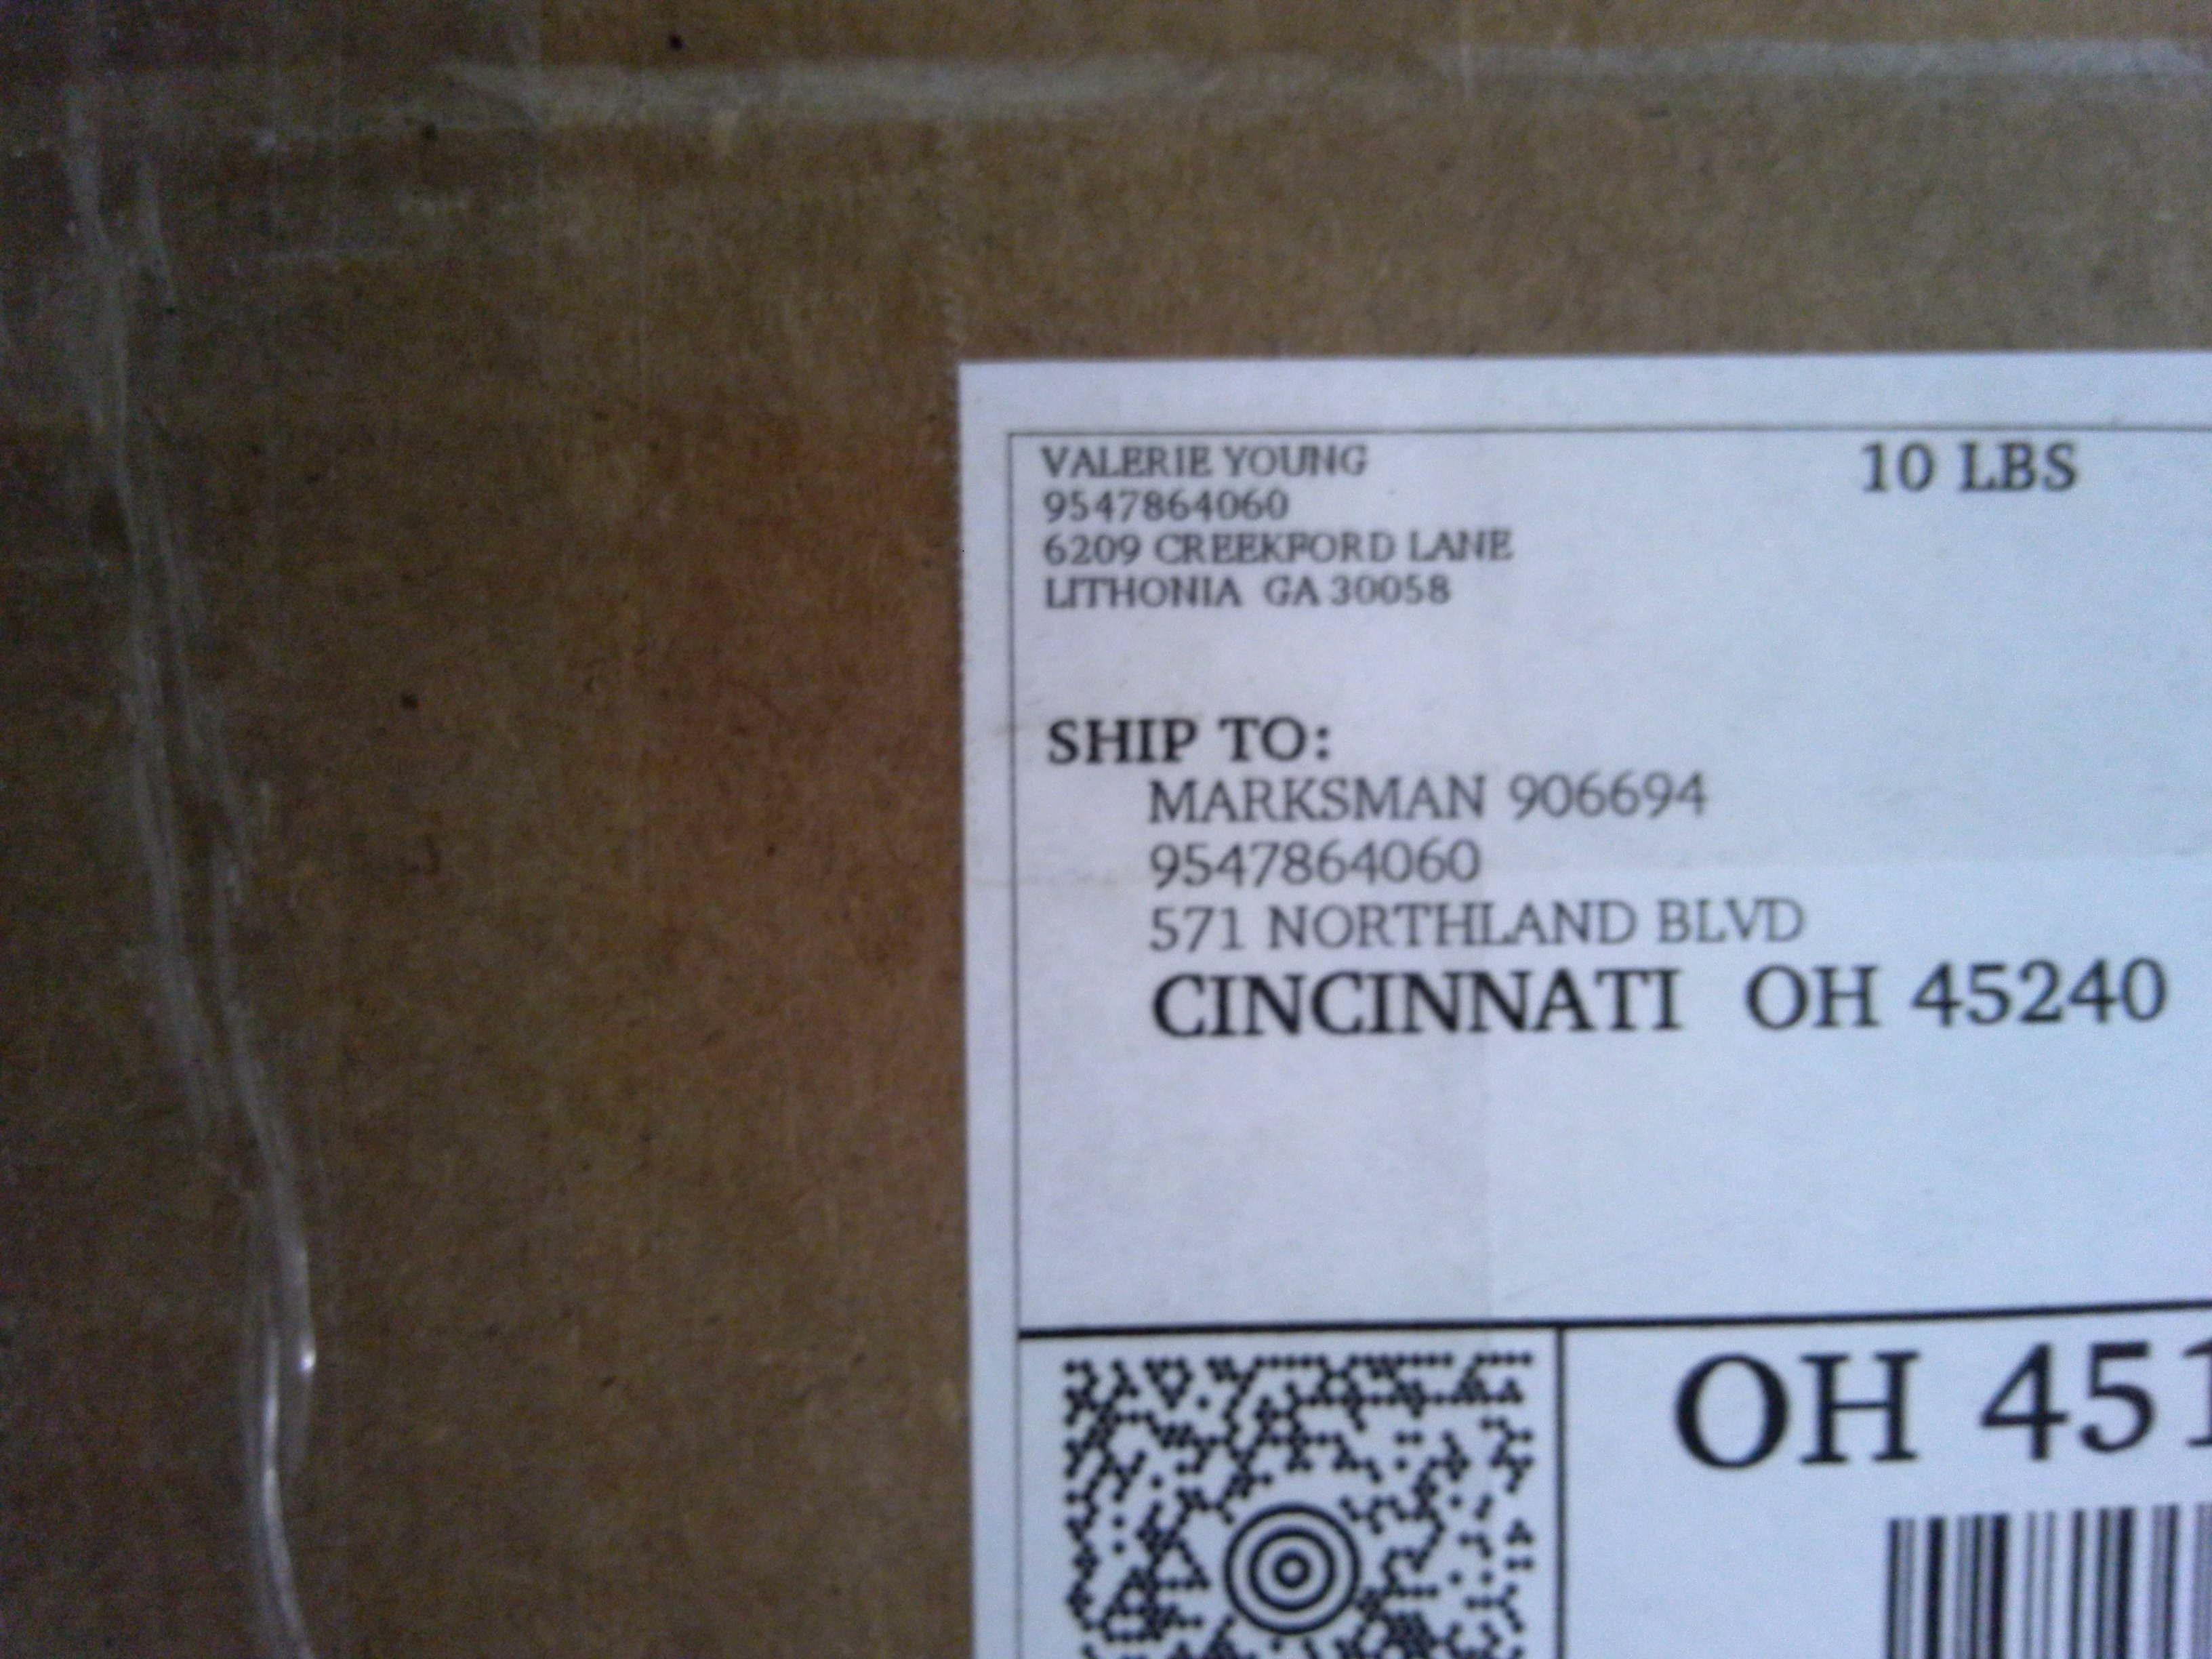 VALERIE YOUNG 10 LBS
9547864060
6209 CREEKFORD LANE
LITHONIA GA 30058
SHIP TO:
MARKSMAN 906694
9547864060
571 NORTHLAND BLVD
CINCINNATI OH 45240
OH 451